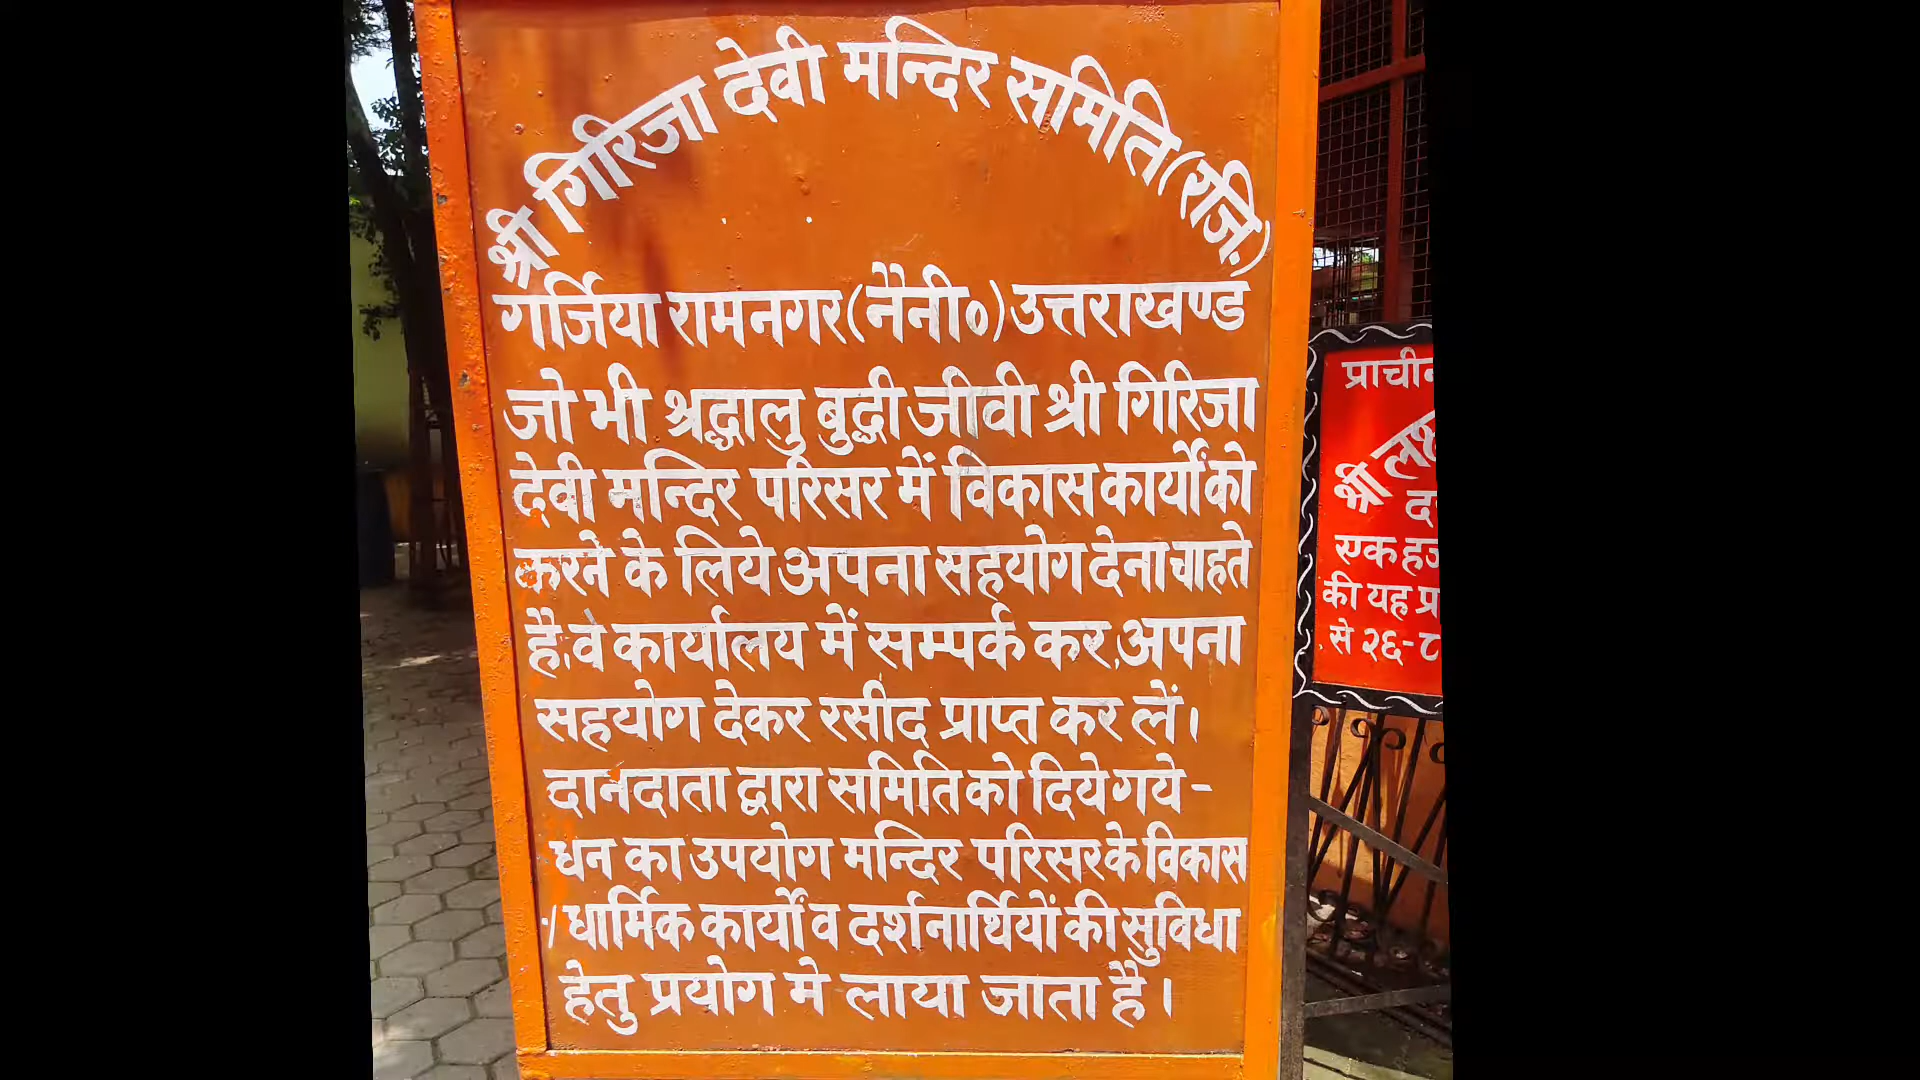 श्री गिरिजा देवी मन्दिर समिति (रजि.)
गर्जिया रामनगर (नैनी०) उत्तराखण्ड
जो भी श्रद्धालु बुद्धी जीवी श्री गिरिजा
देवी मन्दिर परिसर में विकास कार्यों को
करने के लिये अपना सहयोग देना चाहते
है, वे कार्यालय में सम्पर्क कर, अपना
सहयोग देकर रसीद प्राप्त कर लें।
दानदाता द्वारा समिति को दिये गये-
धन का उपयोग मन्दिर परिसर के विकास
/ धार्मिक कार्यों व दर्शनार्थियों की सुविधा
हेतु प्रयोग मे लाया जाता है।
श्री
एक
की यह
से २६-८